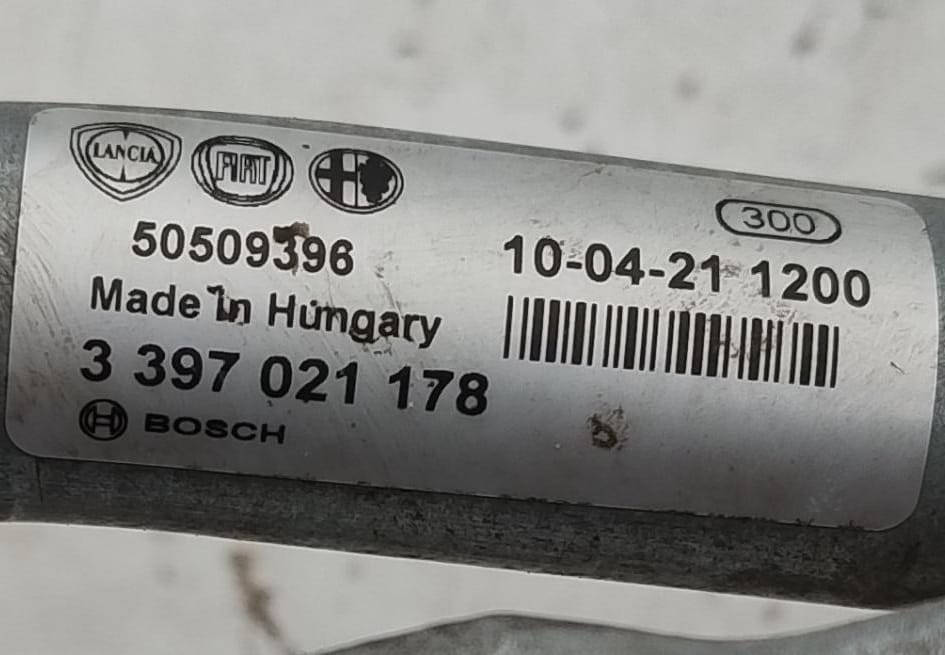 LANCIA FIAT
300
50509396
10-04-21 1200
Made in Hungary
3 397 021 178
BOSCH